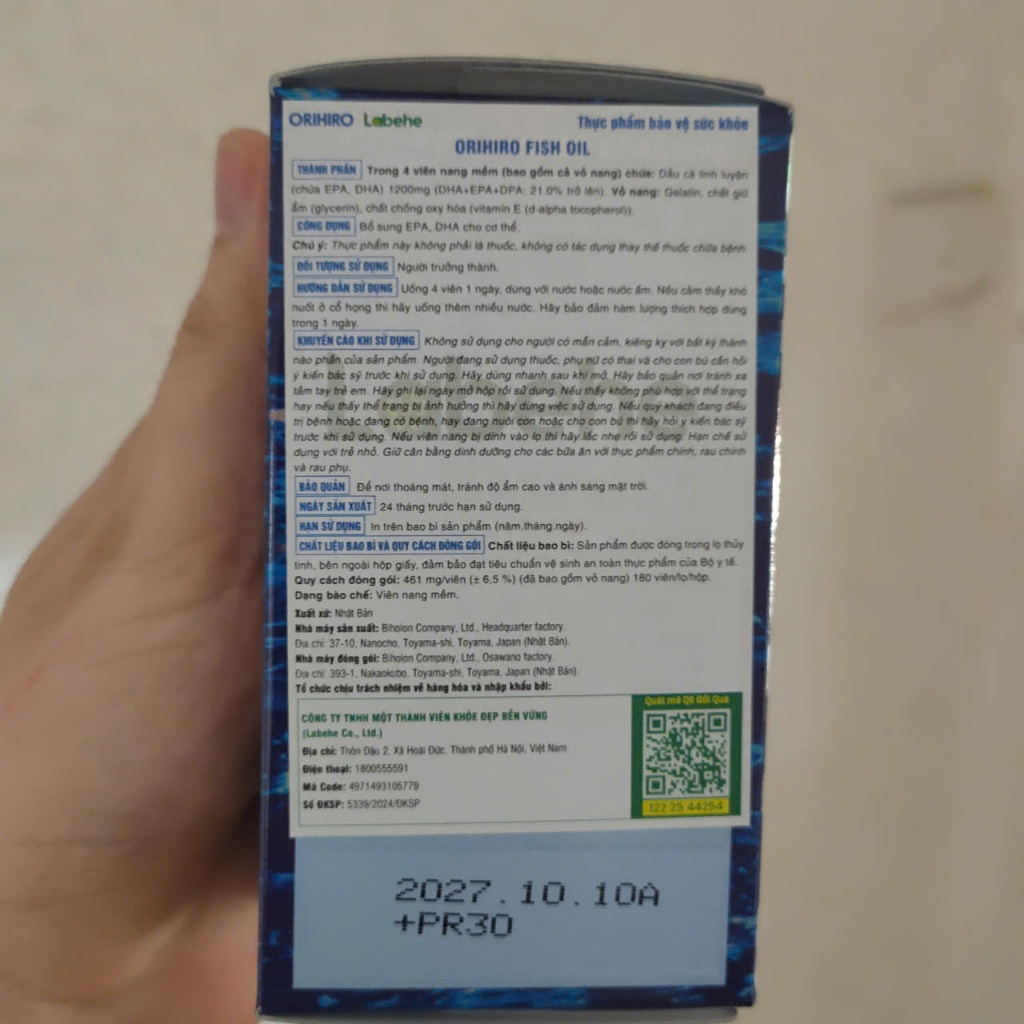 ORIHIRO Labehe Thực phẩm bảo vệ sức khỏe
ORIHIRO FISH OIL
THÀNH PHẦN Trong 4 viên nang mềm (bao gồm cả vỏ nang) chứa: Dầu cá tinh luyện
(chứa EPA, DHA) 1200mg (DHA+EPA+DPA: 21.0% trở lên). Vỏ nang: Gelatin, chất giữ
ẩm (glycerin), chất chống oxy hóa (vitamin E (d-alpha tocopherol)).
CÔNG DỤNG Bổ sung EPA, DHA cho cơ thể.
Chú ý: Thực phẩm này không phải là thuốc, không có tác dụng thay thế thuốc chữa bệnh.
ĐỐI TƯỢNG SỬ DỤNG Người trưởng thành.
HƯỚNG DẪN SỬ DỤNG Uống 4 viên 1 ngày, dùng với nước hoặc nước ấm. Nếu cảm thấy khó
nuốt ở cổ họng thì hãy uống thêm nhiều nước. Hãy bảo đảm hàm lượng thích hợp dùng
trong 1 ngày.
KHUYẾN CÁO KHI SỬ DỤNG Không sử dụng cho người có mẫn cảm, kiêng kỵ với bất kỳ thành
nào phần của sản phẩm. Người đang sử dụng thuốc, phụ nữ có thai và cho con bú cần hỏi
ý kiến bác sỹ trước khi sử dụng. Hãy dùng nhanh sau khi mở. Hãy bảo quản nơi tránh xa
tầm tay trẻ em. Hãy ghi lại ngày mở hộp rồi sử dụng. Nếu thấy không phù hợp với thể trạng
hay nếu thấy thể trạng bị ảnh hưởng thì hãy dừng việc sử dụng. Nếu quý khách đang điều
trị bệnh hoặc đang có bệnh, hay đang nuôi con hoặc cho con bú thì hãy hỏi ý kiến bác sỹ
trước khi sử dụng. Nếu viên nang bị dính vào lọ thì hãy lắc nhẹ rồi sử dụng. Hạn chế sử
dụng với trẻ nhỏ. Giữ cân bằng dinh dưỡng cho các bữa ăn với thực phẩm chính, rau chính
và rau phụ.
BẢO QUẢN Để nơi thoáng mát, tránh độ ẩm cao và ánh sáng mặt trời.
NGÀY SẢN XUẤT 24 tháng trước hạn sử dụng.
HẠN SỬ DỤNG In trên bao bì sản phẩm (năm.tháng.ngày).
CHẤT LIỆU BAO BÌ VÀ QUY CÁCH ĐÓNG GÓI Chất liệu bao bì: Sản phẩm được đóng trong lọ thủy
tinh, bên ngoài hộp giấy, đảm bảo đạt tiêu chuẩn vệ sinh an toàn thực phẩm của Bộ y tế.
Quy cách đóng gói: 461 mg/viên (± 6,5 %) (đã bao gồm vỏ nang) 180 viên/lọ/hộp.
Dạng bào chế: Viên nang mềm.
Xuất xứ: Nhật Bản
Nhà máy sản xuất: Biholon Company, Ltd., Headquarter factory.
Địa chỉ: 37-10, Nanocho, Toyama-shi, Toyama, Japan (Nhật Bản).
Nhà máy đóng gói: Biholon Company, Ltd., Osawano factory.
Địa chỉ: 393-1, Nakaokubo, Toyama-shi, Toyama, Japan (Nhật Bản).
Tổ chức chịu trách nhiệm về hàng hóa và nhập khẩu bởi:
CÔNG TY TNHH MỘT THÀNH VIÊN KHỎE ĐẸP BỀN VỮNG
(Labehe Co., Ltd.)
Địa chỉ: Thôn Dậu 2, Xã Hoài Đức, Thành phố Hà Nội, Việt Nam
Điện thoại: 1800555591
Mã Code: 4971493105779
Số ĐKSP: 5339/2024/ĐKSP
Quét mã QR Đổi Quà
122 25 44264
2027.10.10A
+PR30